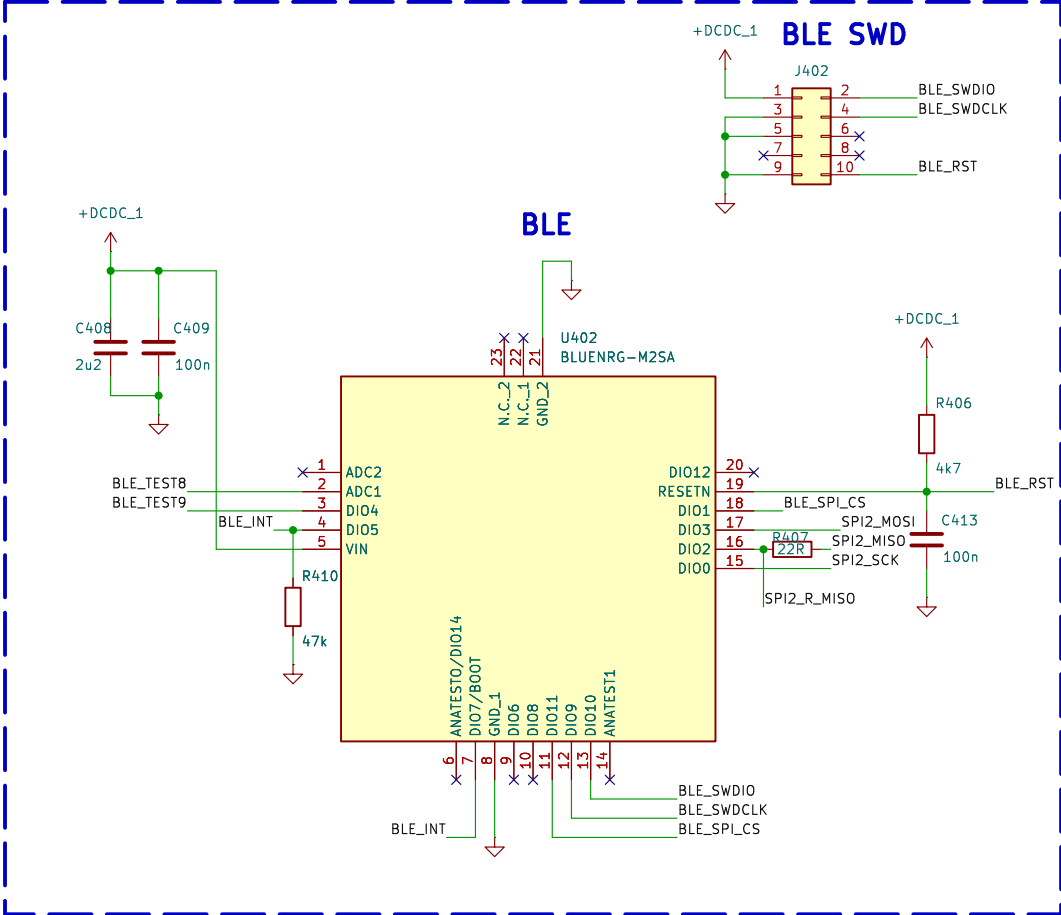 +DCDC_1
BLE SWD
J402
1
2
BLE_SWDIO
3
4
BLE_SWDCLK
5
6
7
8
9
10
BLE_RST
+DCDC_1
BLE
C408
C409
2u2
100n
U402
BLUENRG-M2SA
23
22
21
N.C._2
N.C._1
GND_2
+DCDC_1
R406
4k7
1
ADC2
BLE_TEST8
2
ADC1
BLE_TEST9
3
DIO4
BLE_INT
4
DIO5
5
VIN
R410
47k
DIO12
20
RESETN
19
BLE_RST
DIO1
18
BLE_SPI_CS
DIO3
17
SPI2_MOSI
C413
100n
DIO2
16
R407
22R
SPI2_MISO
DIO0
15
SPI2_SCK
SPI2_R_MISO
ANATEST0/DIO14
DIO7/BOOT
GND_1
DIO6
DIO8
DIO11
DIO9
DIO10
ANATEST1
6
7
8
9
10
11
12
13
14
BLE_SWDIO
BLE_SWDCLK
BLE_INT
BLE_SPI_CS